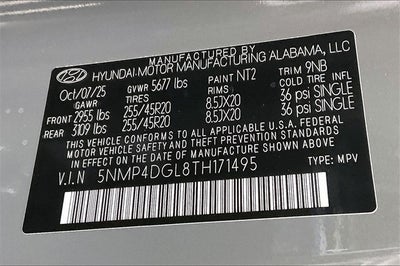 MANUFACTURED BY
HYUNDAI MOTOR MANUFACTURING ALABAMA, LLC
Oct/07/25 GVWR 5677 lbs PAINT NT2 TRIM 9NB
GAWR TIRES RIMS COLD TIRE INFL
FRONT 2955 lbs 255/45R20 8.5JX20 36 psi SINGLE
REAR 3109 lbs 255/45R20 8.5JX20 36 psi SINGLE
THIS VEHICLE CONFORMS TO ALL APPLICABLE U.S.A. FEDERAL
MOTOR VEHICLE SAFETY AND THEFT PREVENTION STANDARDS
IN EFFECT ON THE DATE OF MANUFACTURE SHOWN ABOVE.
V.I.N 5NMP4DGL8TH171495 TYPE: MPV